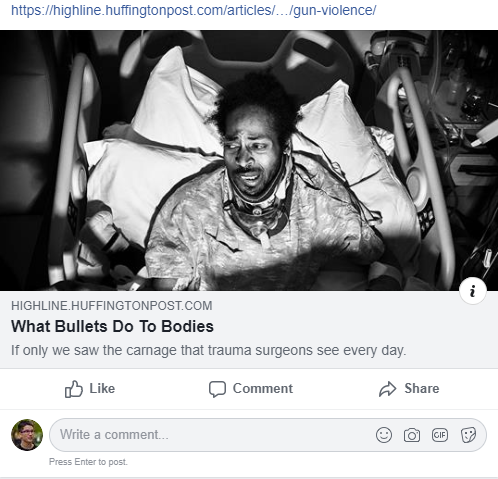 https://highline.huffingtonpost.com/articles/.../gun-violence/
i
HIGHLINE.HUFFINGTONPOST.COM
What Bullets Do To Bodies
If only we saw the carnage that trauma surgeons see every day.
Like Comment Share
Write a comment... GIF
Press Enter to post.